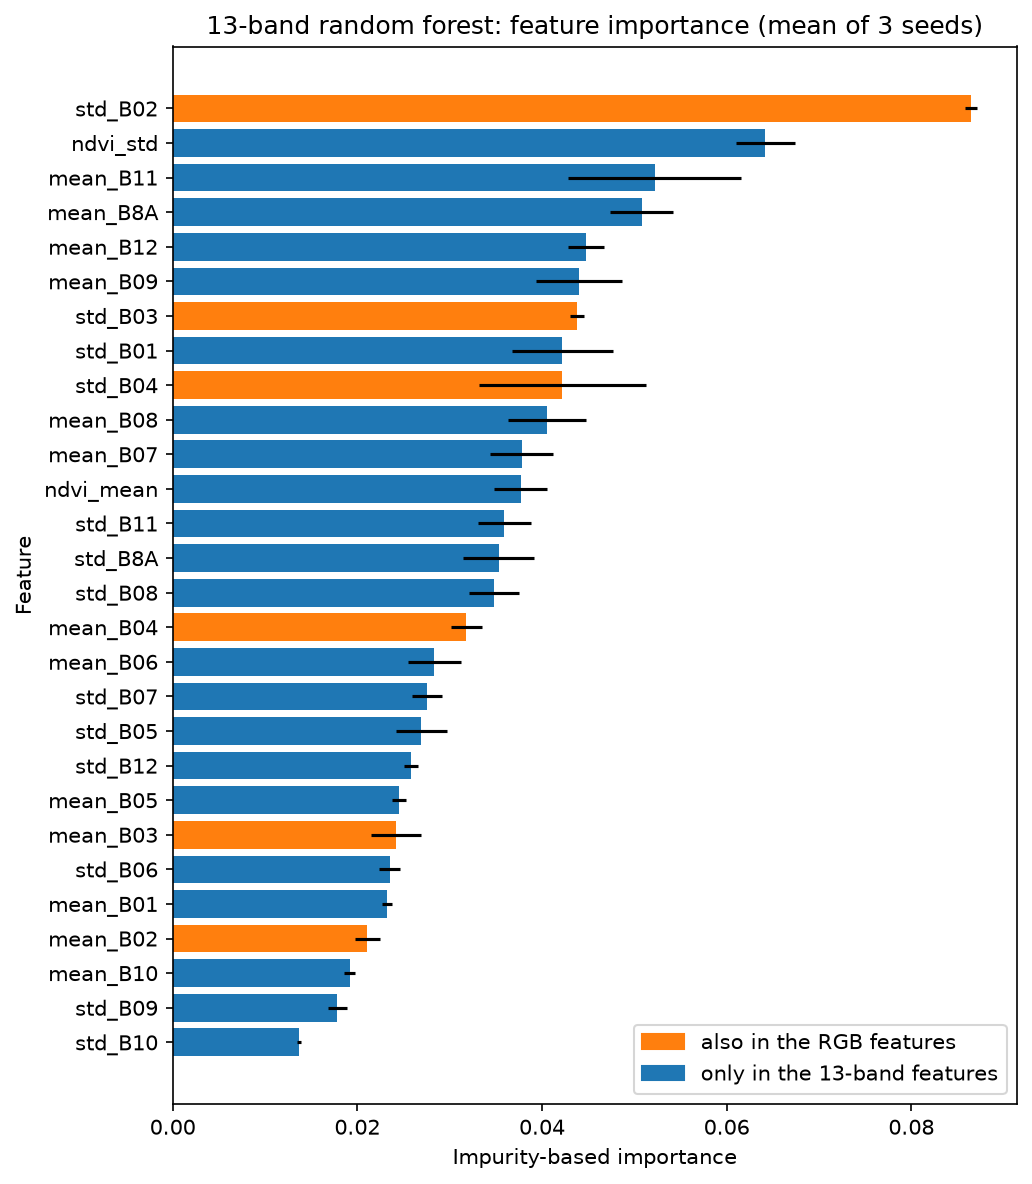 13-band random forest: feature importance (mean of 3 seeds)
std_B02
ndvi_std
mean_B11
mean_B8A
mean_B12
mean_B09
std_B03
std_B01
std_B04
mean_B08
mean_B07
ndvi_mean
std_B11
std_B8A
std_B08
mean_B04
mean_B06
std_B07
std_B05
std_B12
mean_B05
mean_B03
std_B06
mean_B01
mean_B02
mean_B10
std_B09
std_B10
Feature
also in the RGB features
only in the 13-band features
0.00 0.02 0.04 0.06 0.08
Impurity-based importance